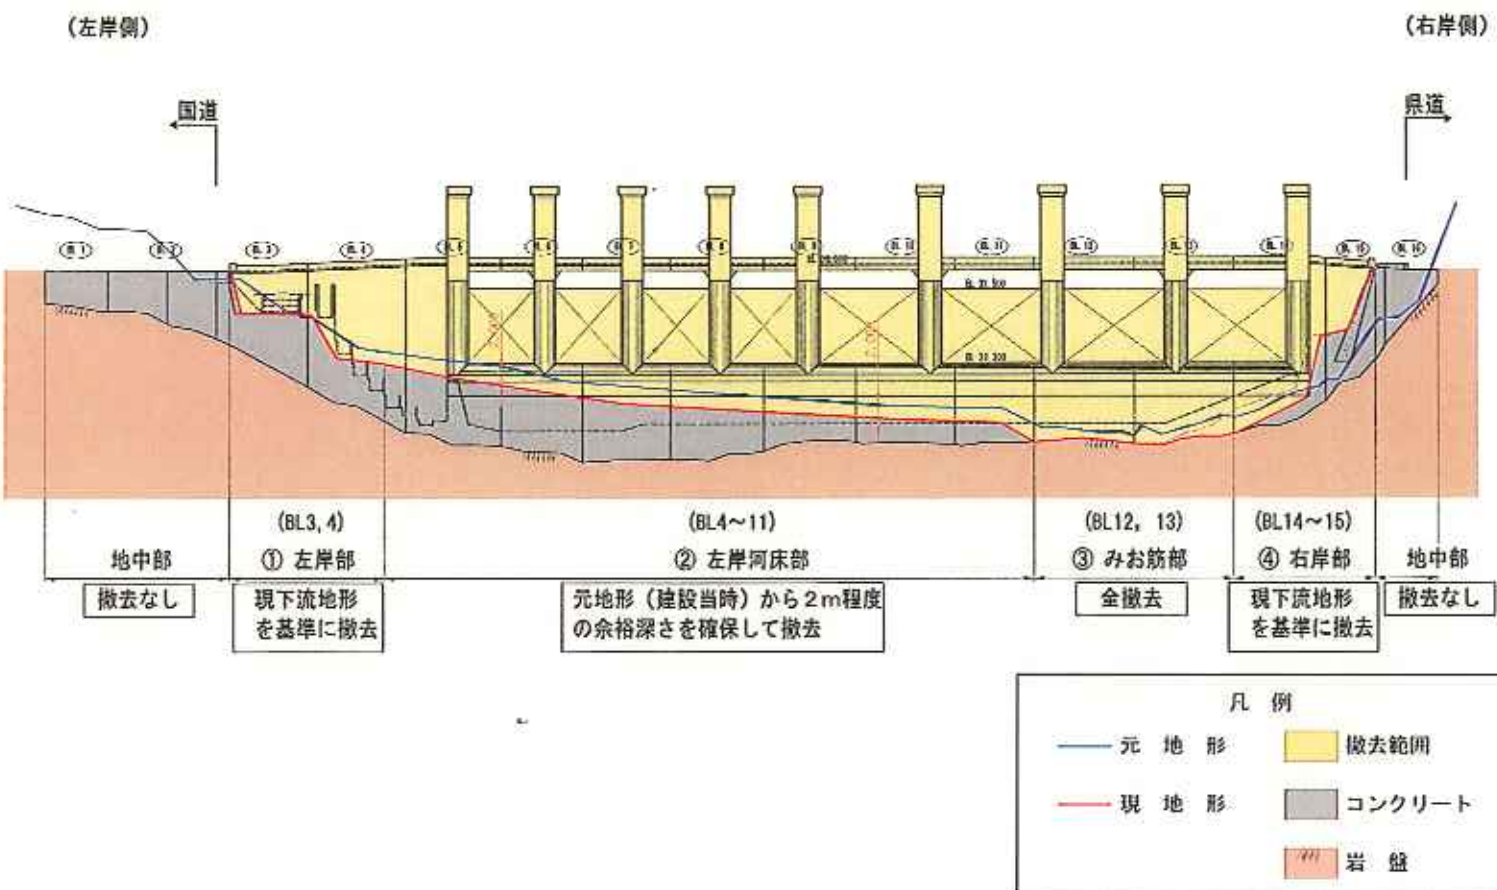 (左岸側)
(右岸側)
国道
県道
BL 3
BL 4
BL 5
(BL3, 4)
(BL4～11)
(BL12, 13)
(BL14～15)
地中部
① 左岸部
② 左岸河床部
③ みお筋部
④ 右岸部
地中部
撤去なし
現下流地形
を基準に撤去
元地形（建設当時）から２ｍ程度
の余裕深さを確保して撤去
全撤去
現下流地形
を基準に撤去
撤去なし
凡 例
元 地 形
撤去範囲
現 地 形
コンクリート
岩 盤